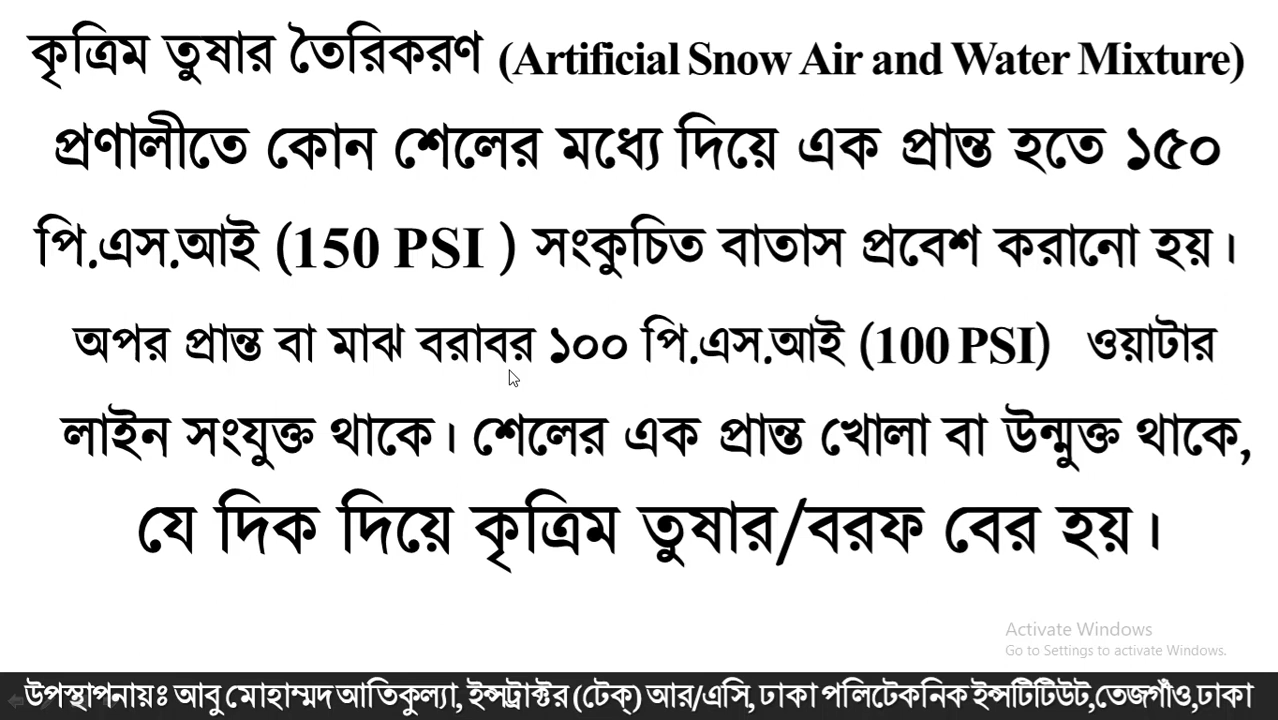 কৃত্রিম তুষার তৈরিকরণ (Artificial Snow Air and Water Mixture)
প্রণালীতে কোন শেলের মধ্যে দিয়ে এক প্রান্ত হতে ১৫০
পি.এস.আই (150 PSI ) সংকুচিত বাতাস প্রবেশ করানো হয়।
অপর প্রান্ত বা মাঝ বরাবর ১০০ পি.এস.আই (100 PSI) ওয়াটার
লাইন সংযুক্ত থাকে। শেলের এক প্রান্ত খোলা বা উন্মুক্ত থাকে,
যে দিক দিয়ে কৃত্রিম তুষার/বরফ বের হয়।
Activate Windows
Go to Settings to activate Windows.
উপস্থাপনায়ঃ আবু মোহাম্মদ আতিকুল্যা, ইন্সট্রাক্টর (টেক্) আর/এসি, ঢাকা পলিটেকনিক ইন্সটিটিউট,তেজগাঁও,ঢাকা